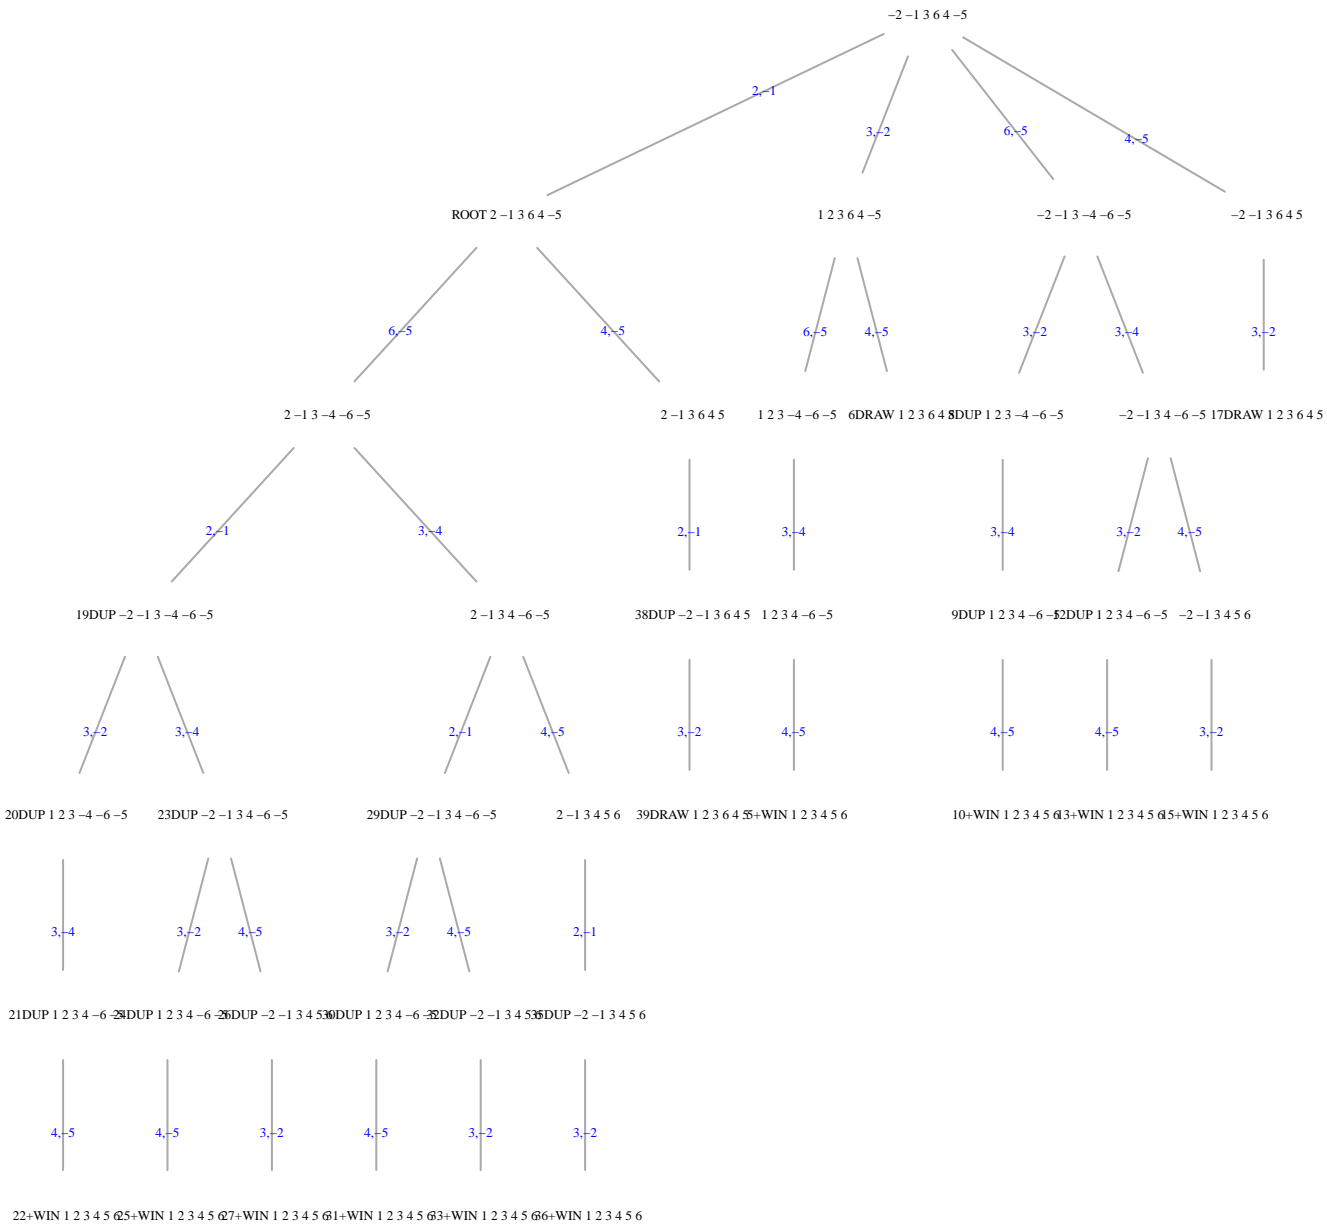 −2 −1 3 6 4 −5
2,−1
3,−2 6,−5
4,−5
ROOT 2 −1 3 6 4 −5 1 2 3 6 4 −5 −2 −1 3 −4 −6 −5 −2 −1 3 6 4 5
6,−5 4,−5 6,−5 4,−5 3,−2 3,−4 3,−2
2 −1 3 −4 −6 −5 2 −1 3 6 4 5 1 2 3 −4 −6 −5 6DRAW 1 2 3 6 4 5 8DUP 1 2 3 −4 −6 −5 −2 −1 3 4 −6 −5 17DRAW 1 2 3 6 4 5
2,−1 3,−4 2,−1 3,−4 3,−4 3,−2 4,−5
19DUP −2 −1 3 −4 −6 −5 2 −1 3 4 −6 −5 38DUP −2 −1 3 6 4 5 1 2 3 4 −6 −5 9DUP 1 2 3 4 −6 −5 12DUP 1 2 3 4 −6 −5 −2 −1 3 4 5 6
3,−2 3,−4 2,−1 4,−5 3,−2 4,−5 4,−5 4,−5 3,−2
20DUP 1 2 3 −4 −6 −5 23DUP −2 −1 3 4 −6 −5 29DUP −2 −1 3 4 −6 −5 2 −1 3 4 5 6 39DRAW 1 2 3 6 4 5 5+WIN 1 2 3 4 5 6 10+WIN 1 2 3 4 5 6 13+WIN 1 2 3 4 5 6 15+WIN 1 2 3 4 5 6
3,−4 3,−2 4,−5 3,−2 4,−5 2,−1
21DUP 1 2 3 4 −6 −5 24DUP 1 2 3 4 −6 −5 26DUP −2 −1 3 4 5 6 30DUP 1 2 3 4 −6 −5 32DUP −2 −1 3 4 5 6 35DUP −2 −1 3 4 5 6
4,−5 4,−5 3,−2 4,−5 3,−2 3,−2
22+WIN 1 2 3 4 5 6 25+WIN 1 2 3 4 5 6 27+WIN 1 2 3 4 5 6 31+WIN 1 2 3 4 5 6 33+WIN 1 2 3 4 5 6 36+WIN 1 2 3 4 5 6